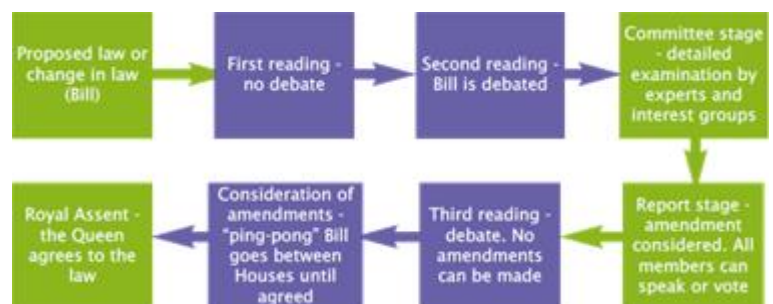 Proposed law or
change in law
(Bill)
First reading -
no debate
Second reading -
Bill is debated
Committee stage
- detailed
examination by
experts and
interest groups
Report stage -
amendment
considered. All
members can
speak or vote
Third reading -
debate. No
amendments
can be made
Consideration of
amendments -
"ping-pong" Bill
goes between
Houses until
agreed
Royal Assent -
the Queen
agrees to the
law